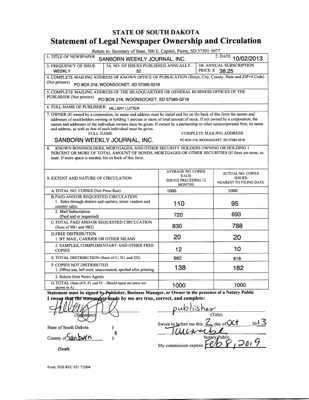 STATE OF SOUTH DAKOTA
Statement of Legal Newspaper Ownership and Circulation
Return to: Secretary of State, 500 E. Capitol, Pierre, SD 57501-5077
1. TITLE OF NEWSPAPER SANBORN WEEKLY JOURNAL, INC. 2. DATE 10/02/2013
3. FREQUENCY OF ISSUE WEEKLY
3A. NO. OF ISSUES PUBLISHED ANNUALLY 52
3B. ANNUAL SUBSCRIPTION PRICE $ 38.25
4. COMPLETE MAILING ADDRESS OF KNOWN OFFICE OF PUBLICATION (Street, City, County, State and ZIP+4 Code)
(Not printers) PO BOX 218, WOONSOCKET, SD 57385-0218
5. COMPLETE MAILING ADDRESS OF THE HEADQUARTERS OR GENERAL BUSINESS OFFICES OF THE
PUBLISHER (Not printer) PO BOX 218, WOONSOCKET, SD 57385-0218
6. FULL NAME OF PUBLISHER: HILLARY LUTTER
7. OWNER (If owned by a corporation, its name and address must be stated and list on the back of this form the names and
addresses of stockholders owning or holding 1 percent or more of total amount of stock. If not owned by a corporation, the
names and addresses of the individual owners must be given. If owned by a partnership or other unincorporated firm, its name
and address, as well as that of each individual must be given.
FULL NAME COMPLETE MAILING ADDRESS
SANBORN WEEKLY JOURNAL, INC. PO BOX 218, WOONSOCKET, SD 57385-0218
8. KNOWN BONDHOLDERS, MORTGAGES, AND OTHER SECURITY HOLDERS OWNING OR HOLDING 1
PERCENT OR MORE OF TOTAL AMOUNT OF BONDS, MORTGAGES OR OTHER SECURITIES (If there are none, so
state. If more space is needed, list on back of this form.
9. EXTENT AND NATURE OF CIRCULATION
AVERAGE NO. COPIES EACH ISSUED PRECEDING 12 MONTHS
ACTUAL NO. COPIES ISSUED NEAREST TO FILING DATE
A. TOTAL NO. COPIES (Net Press Run) 1000 1000
B. PAID AND/OR REQUESTED CIRCULATION
1. Sales through dealers and carriers, street vendors and
counter sales. 110 95
2. Mail Subscription
(Paid and or requested) 720 693
C. TOTAL PAID AND/OR REQUESTED CIRCULATION
(Sum of 9B1 and 9B2) 830 788
D. FREE DISTRIBUTION
1. BY MAIL, CARRIER OR OTHER MEANS 20 20
2. SAMPLES, COMPLIMENTARY AND OTHER FREE
COPIES 12 10
E. TOTAL DISTRIBUTION (Sum of C, D1 and D2) 862 818
F. COPIES NOT DISTRIBUTED
1. Office use, left over, unaccounted, spoiled after printing 138 182
2. Return from News Agents
G. TOTAL (Sum of E, F1 and F2 - Should equal net press run
shown in A) 1000 1000
Statement must be signed by Publisher, Business Manager, or Owner in the presence of a Notary Public
I swear that the statements made by me are true, correct, and complete:
publisher
(Signature) (Title)
State of South Dakota )
Sworn to before me this 2 day of Oct , 2013
§
County of Sanborn )
Notary Public
(Seal)
My commission expires: Feb 8, 2019
Form: SOS REC 051 7/2004